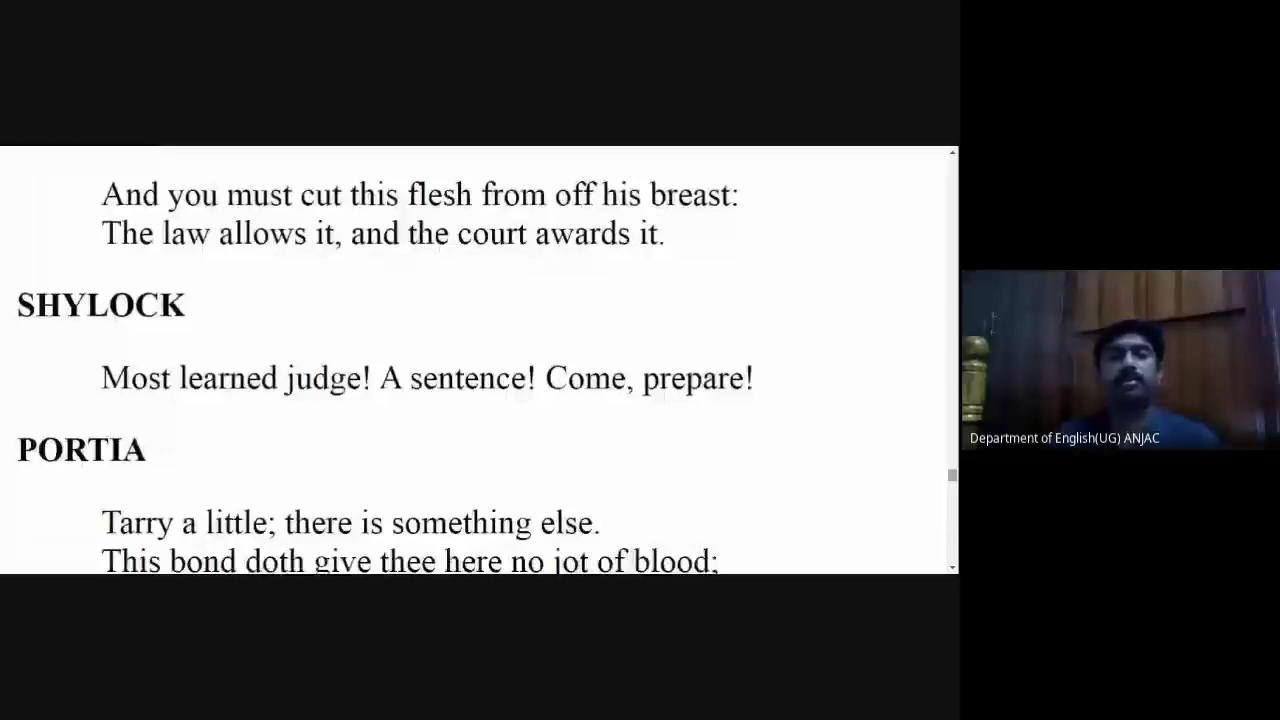 And you must cut this flesh from off his breast:
The law allows it, and the court awards it.
SHYLOCK
Most learned judge! A sentence! Come, prepare!
PORTIA
Tarry a little; there is something else.
This bond doth give thee here no jot of blood;
Department of English(UG) ANJAC